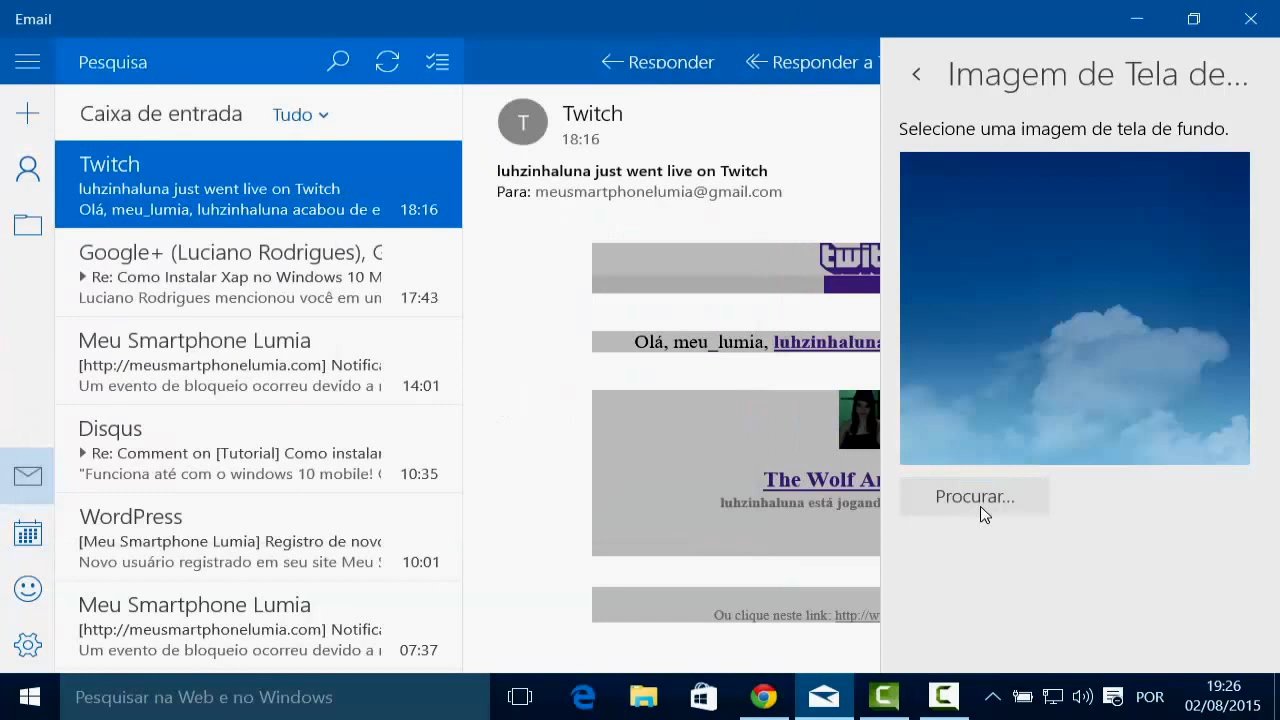 Email
Pesquisa
Responder
Responder a T
Imagem de Tela de...
Selecione uma imagem de tela de fundo.
Procurar...
Caixa de entrada
Tudo
Twitch
luhzinhaluna just went live on Twitch
Olá, meu_lumia, luhzinhaluna acabou de e
18:16
Google+ (Luciano Rodrigues), G
Re: Como Instalar Xap no Windows 10 M
Luciano Rodrigues mencionou você em um
17:43
Meu Smartphone Lumia
[http://meusmartphonelumia.com] Notifica
Um evento de bloqueio ocorreu devido a
14:01
Disqus
Re: Comment on [Tutorial] Como instalar
"Funciona até com o windows 10 mobile!
10:35
WordPress
[Meu Smartphone Lumia] Registro de novo
Novo usuário registrado em seu site Meu S
10:01
Meu Smartphone Lumia
[http://meusmartphonelumia.com] Notifica
Um evento de bloqueio ocorreu devido a
07:37
T
Twitch
18:16
luhzinhaluna just went live on Twitch
Para: meusmartphonelumia@gmail.com
twit
Olá, meu_lumia, luhzinhaluna
The Wolf Am
luhzinhaluna está jogand
Ou clique neste link: http://w
Pesquisar na Web e no Windows
POR
19:26
02/08/2015